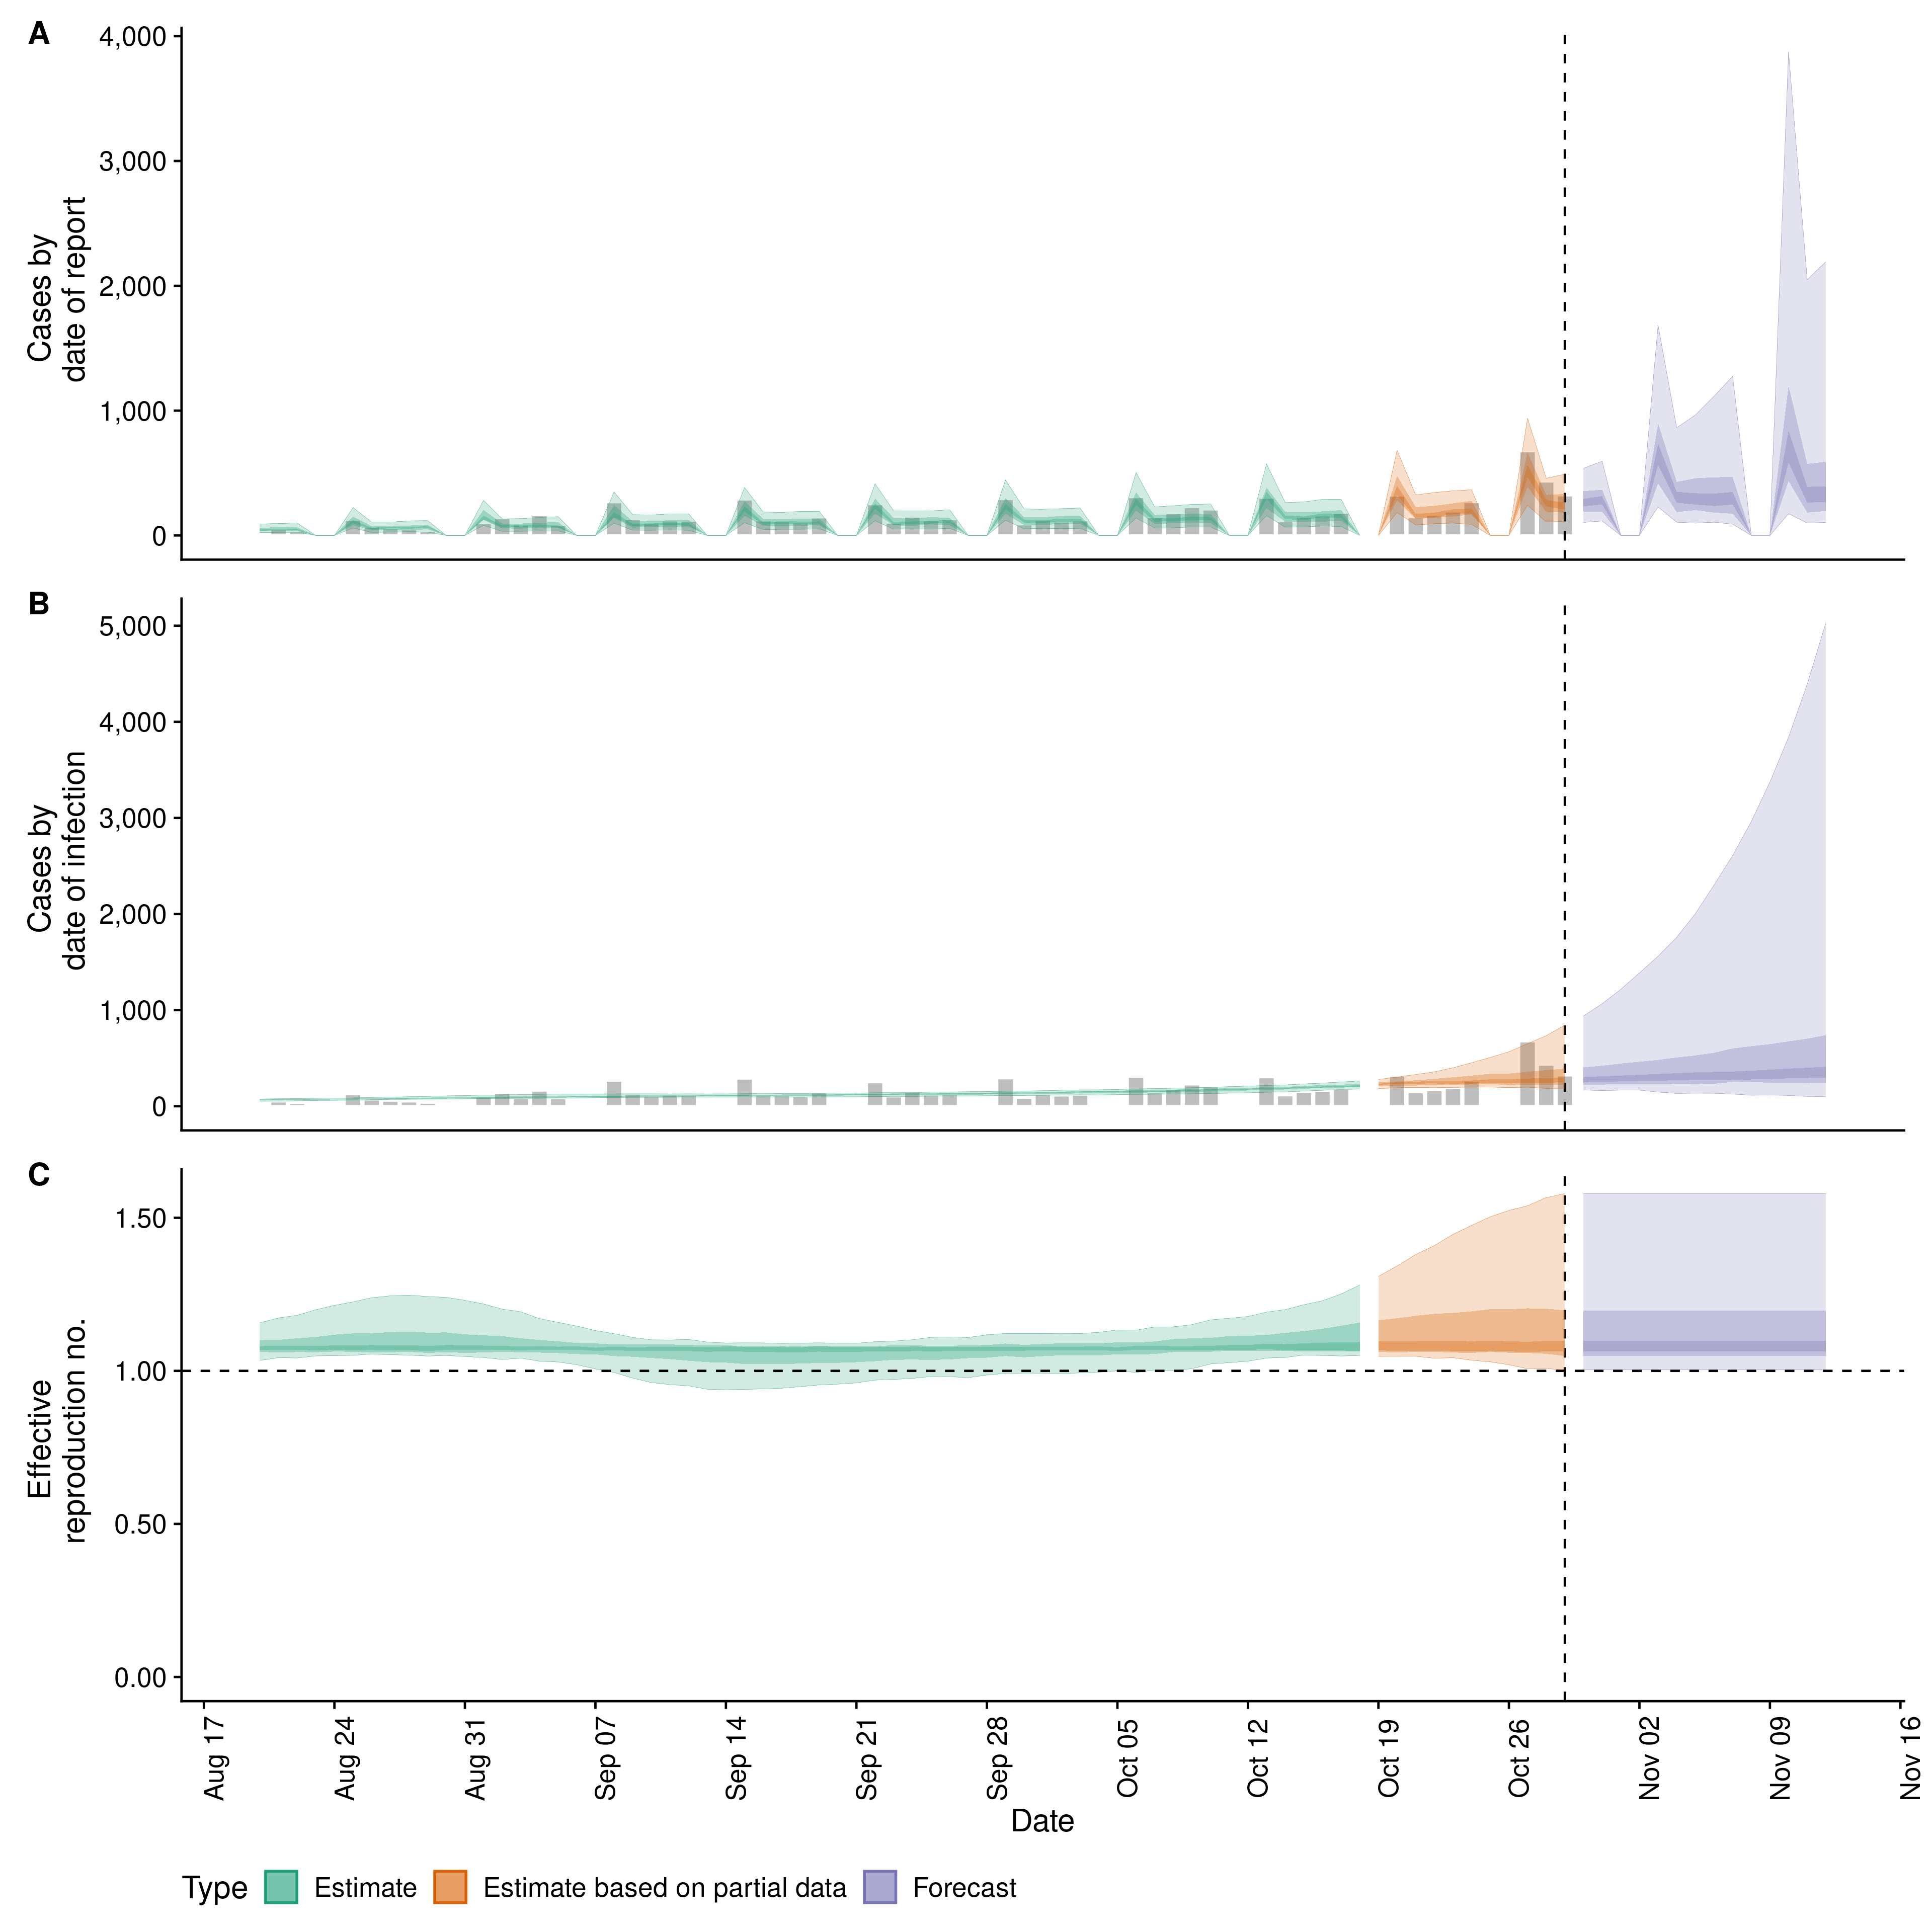 A
4,000
3,000
2,000
1,000
0
Cases by
date of report
B
5,000
4,000
3,000
2,000
1,000
0
Cases by
date of infection
C
1.50
1.00
0.50
0.00
Effective
reproduction no.
Aug 17
Aug 24
Aug 31
Sep 07
Sep 14
Sep 21
Sep 28
Oct 05
Oct 12
Oct 19
Oct 26
Nov 02
Nov 09
Nov 16
Date
Type Estimate Estimate based on partial data Forecast